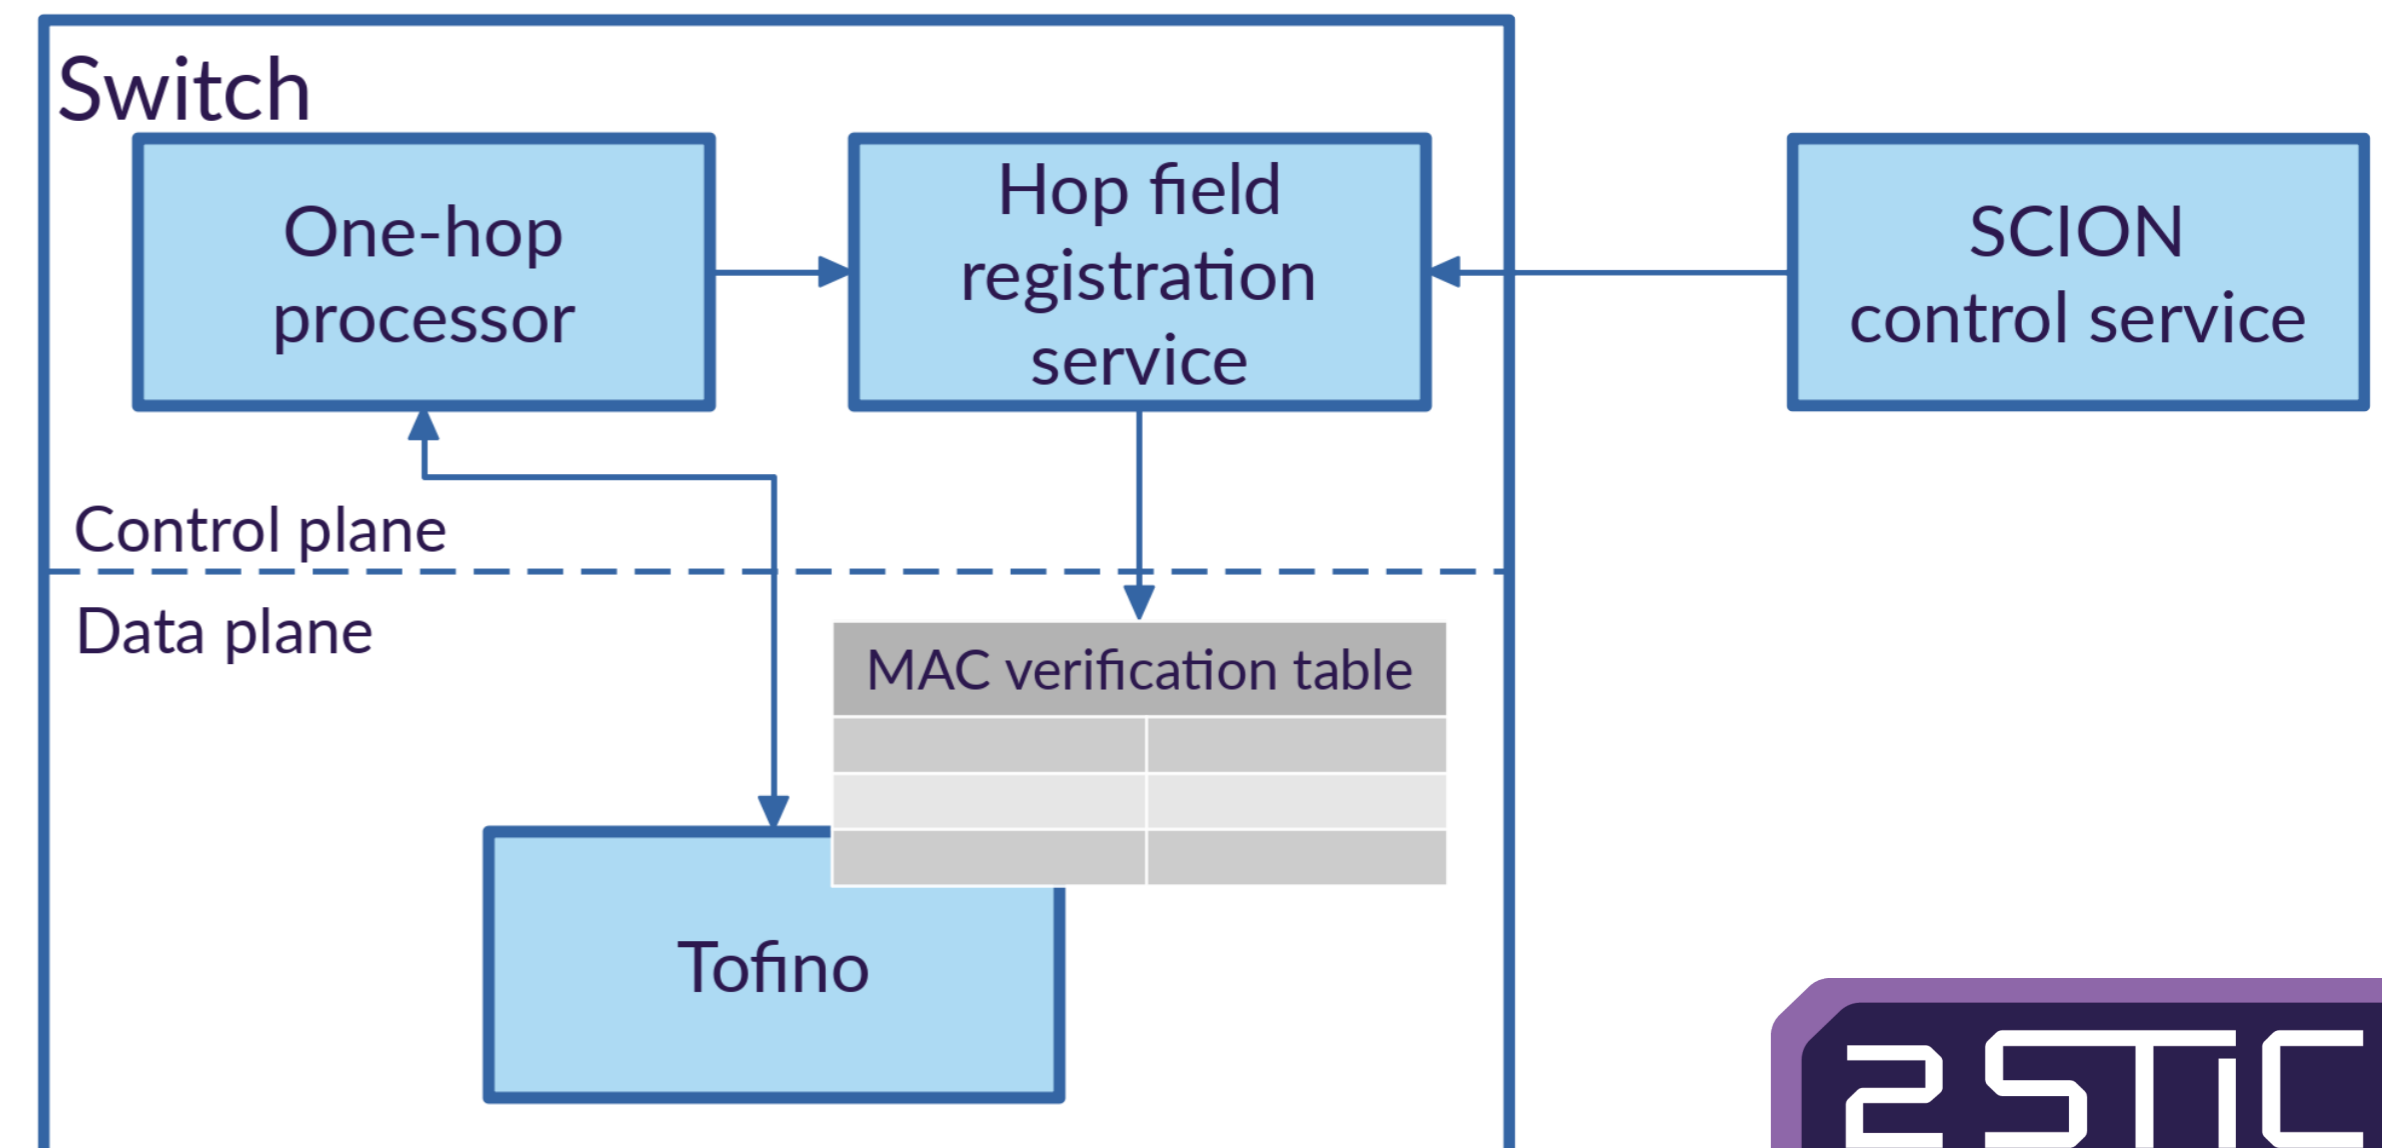 Switch
One-hop
processor
Hop field
registration
service
SCION
control service
Control plane
Data plane
MAC verification table
Tofino
2STiC